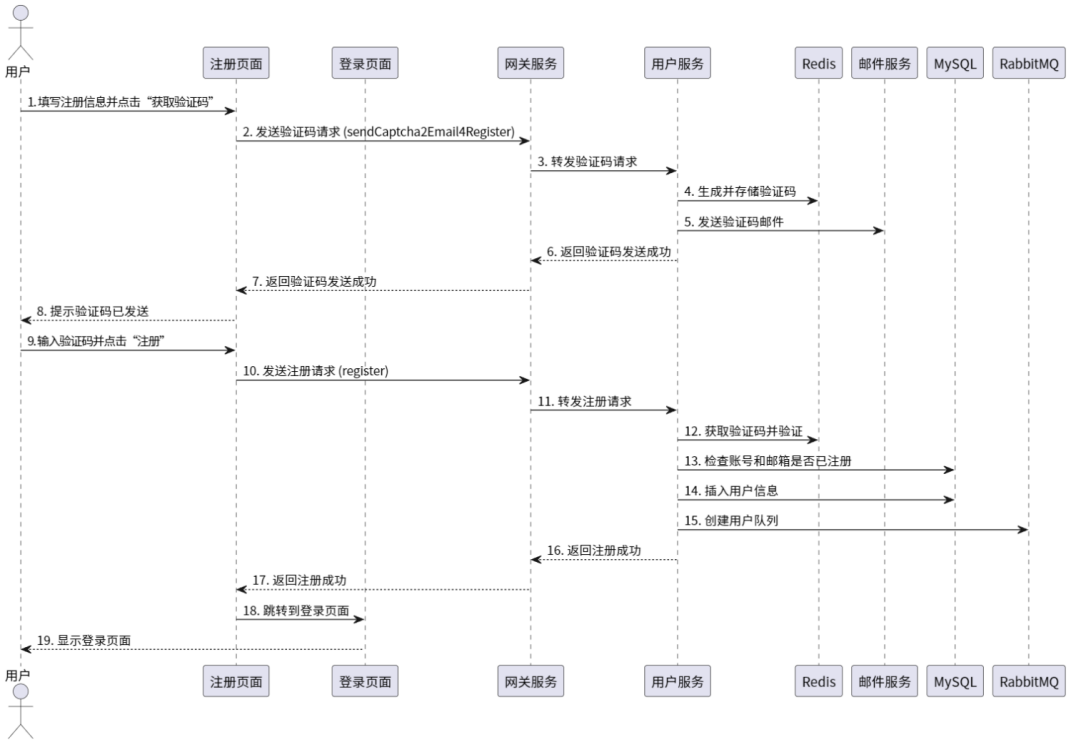 用户
注册页面
登录页面
网关服务
用户服务
Redis
邮件服务
MySQL
RabbitMQ
1.填写注册信息并点击“获取验证码”
2. 发送验证码请求 (sendCaptcha2Email4Register)
3. 转发验证码请求
4. 生成并存储验证码
5. 发送验证码邮件
6. 返回验证码发送成功
7. 返回验证码发送成功
8. 提示验证码已发送
9.输入验证码并点击“注册”
10. 发送注册请求 (register)
11. 转发注册请求
12. 获取验证码并验证
13. 检查账号和邮箱是否已注册
14. 插入用户信息
15. 创建用户队列
16. 返回注册成功
17. 返回注册成功
18. 跳转到登录页面
19. 显示登录页面
用户
注册页面
登录页面
网关服务
用户服务
Redis
邮件服务
MySQL
RabbitMQ